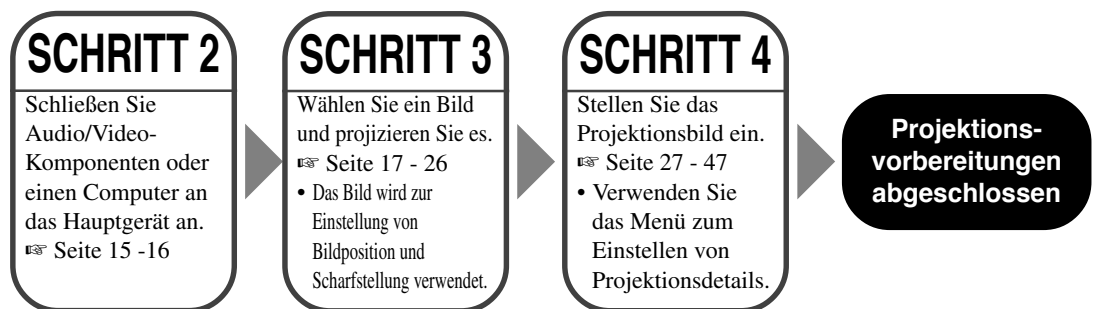 SCHRITT 2
Schließen Sie
Audio/Video-
Komponenten oder
einen Computer an
das Hauptgerät an.
☞ Seite 15 -16
SCHRITT 3
Wählen Sie ein Bild
und projizieren Sie es.
☞ Seite 17 - 26
• Das Bild wird zur
Einstellung von
Bildposition und
Scharfstellung verwendet.
SCHRITT 4
Stellen Sie das
Projektionsbild ein.
☞ Seite 27 - 47
• Verwenden Sie
das Menü zum
Einstellen von
Projektionsdetails.
Projektions-
vorbereitungen
abgeschlossen